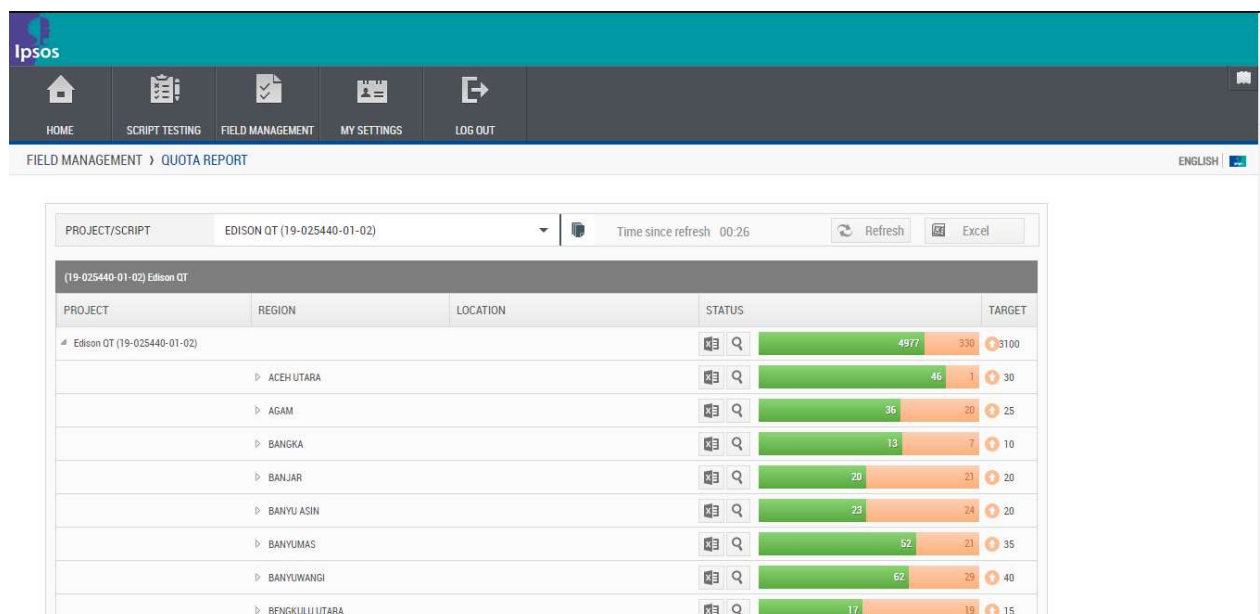 Ipsos
HOME SCRIPT TESTING FIELD MANAGEMENT MY SETTINGS LOG OUT
FIELD MANAGEMENT › QUOTA REPORT ENGLISH
PROJECT/SCRIPT EDISON QT (19-025440-01-02) Time since refresh 00:26 Refresh Excel
(19-025440-01-02) Edison QT
PROJECT REGION LOCATION STATUS TARGET
Edison QT (19-025440-01-02) 4977 330 3100
ACEH UTARA 46 1 30
AGAM 36 20 25
BANGKA 13 7 10
BANJAR 20 21 20
BANYU ASIN 23 24 20
BANYUMAS 52 21 35
BANYUWANGI 62 29 40
BENGKULU UTARA 17 19 15